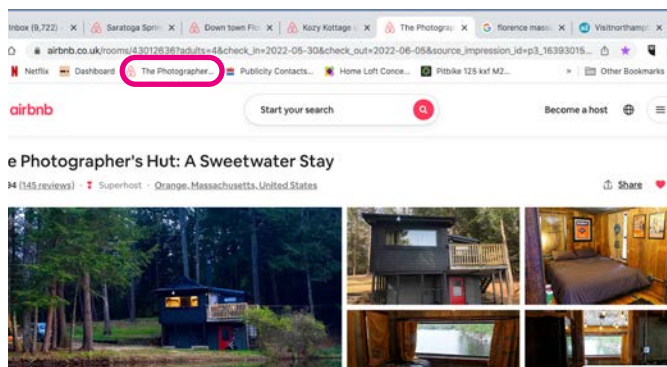 nbox (9,722) × Saratoga Sprin × Down town Flo × Kozy Kottage × The Photograp × florence mass × Visitnorthampt ×
airbnb.co.uk/rooms/43012636?adults=4&check_in=2022-05-30&check_out=2022-06-05&source_impression_id=p3_16393015...
Netflix Dashboard The Photographer... Publicity Contacts... Home Loft Conce... Pitbike 125 kxf M2... » Other Bookmarks
airbnb Start your search Become a host
e Photographer's Hut: A Sweetwater Stay
94 (145 reviews) · Superhost · Orange, Massachusetts, United States Share